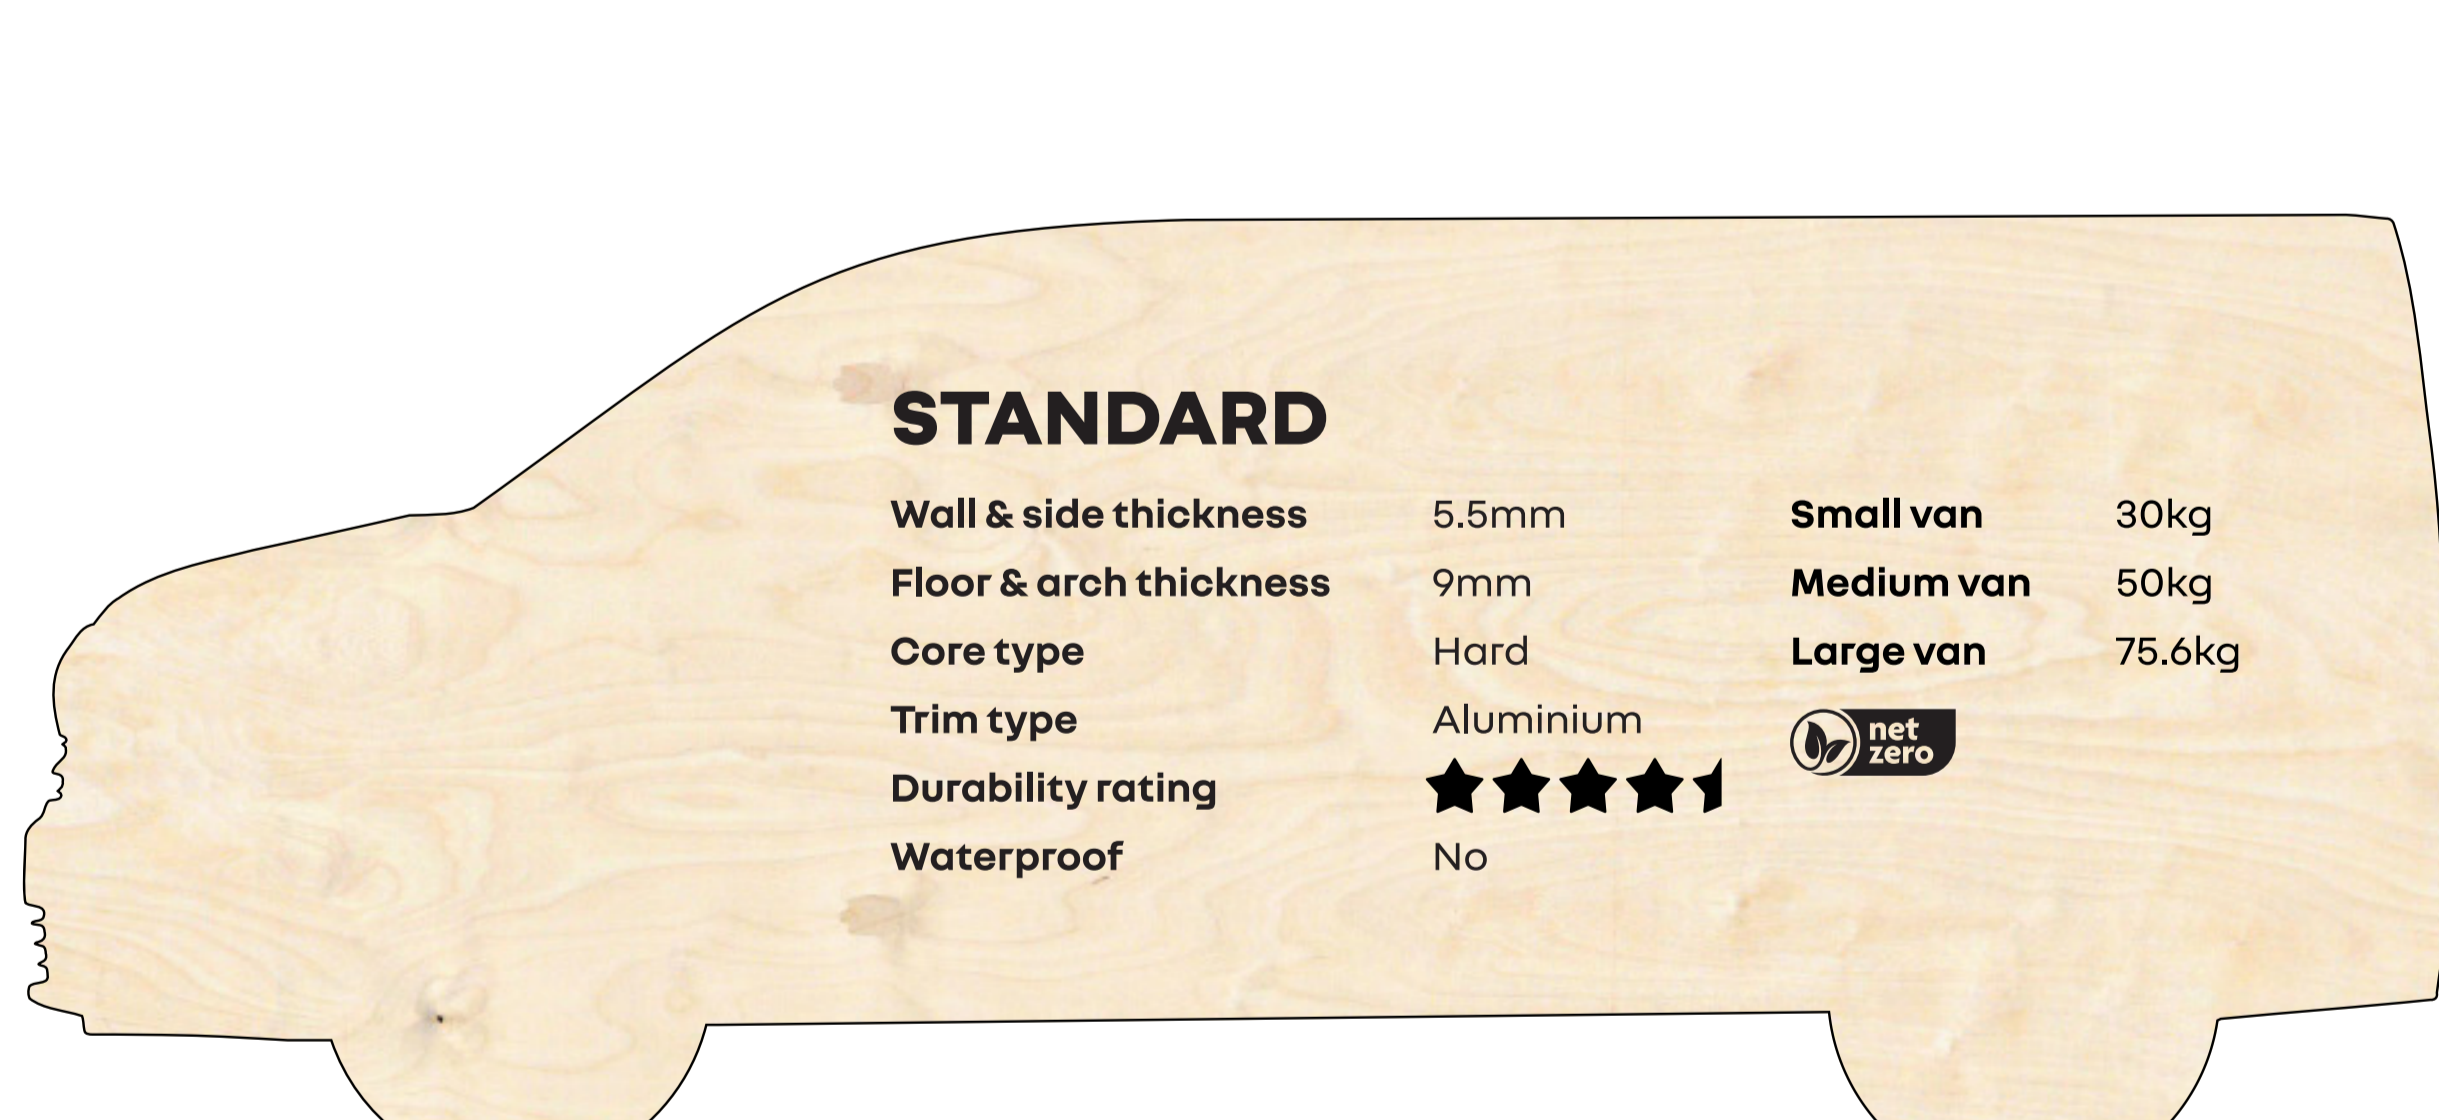 STANDARD
Wall & side thickness 5.5mm
Floor & arch thickness 9mm
Core type Hard
Trim type Aluminium
Durability rating
Waterproof No
Small van 30kg
Medium van 50kg
Large van 75.6kg
net
zero